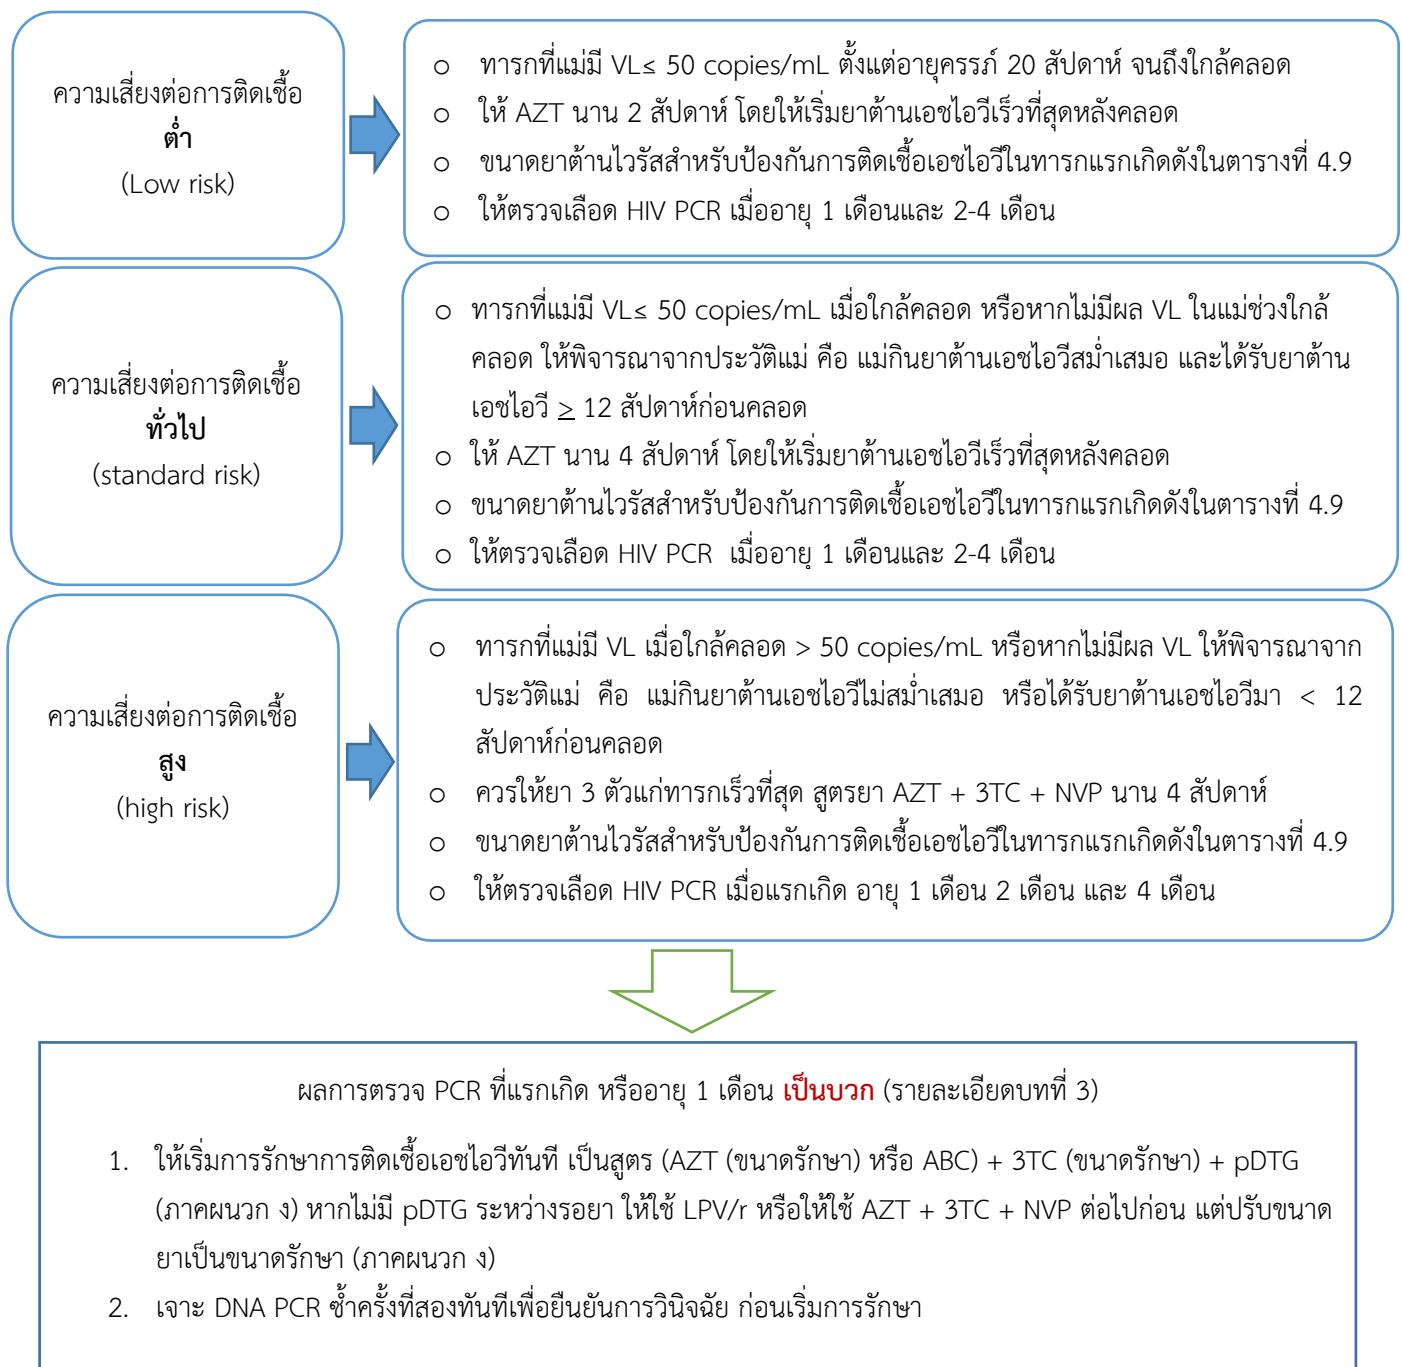 ความเสี่ยงต่อการติดเชื้อ
ต่ำ
(Low risk)
o ทารกที่แม่มี VL≤ 50 copies/mL ตั้งแต่อายุครรภ์ 20 สัปดาห์ จนถึงใกล้คลอด
o ให้ AZT นาน 2 สัปดาห์ โดยให้เริ่มยาต้านเอชไอวีเร็วที่สุดหลังคลอด
o ขนาดยาต้านไวรัสสำหรับป้องกันการติดเชื้อเอชไอวีในทารกแรกเกิดดังในตารางที่ 4.9
o ให้ตรวจเลือด HIV PCR เมื่ออายุ 1 เดือนและ 2-4 เดือน
ความเสี่ยงต่อการติดเชื้อ
ทั่วไป
(standard risk)
o ทารกที่แม่มี VL≤ 50 copies/mL เมื่อใกล้คลอด หรือหากไม่มีผล VL ในแม่ช่วงใกล้
คลอด ให้พิจารณาจากประวัติแม่ คือ แม่กินยาต้านเอชไอวีสม่ำเสมอ และได้รับยาต้าน
เอชไอวี ≥ 12 สัปดาห์ก่อนคลอด
o ให้ AZT นาน 4 สัปดาห์ โดยให้เริ่มยาต้านเอชไอวีเร็วที่สุดหลังคลอด
o ขนาดยาต้านไวรัสสำหรับป้องกันการติดเชื้อเอชไอวีในทารกแรกเกิดดังในตารางที่ 4.9
o ให้ตรวจเลือด HIV PCR เมื่ออายุ 1 เดือนและ 2-4 เดือน
ความเสี่ยงต่อการติดเชื้อ
สูง
(high risk)
o ทารกที่แม่มี VL เมื่อใกล้คลอด > 50 copies/mL หรือหากไม่มีผล VL ให้พิจารณาจาก
ประวัติแม่ คือ แม่กินยาต้านเอชไอวีไม่สม่ำเสมอ หรือได้รับยาต้านเอชไอวีมา < 12
สัปดาห์ก่อนคลอด
o ควรให้ยา 3 ตัวแก่ทารกเร็วที่สุด สูตรยา AZT + 3TC + NVP นาน 4 สัปดาห์
o ขนาดยาต้านไวรัสสำหรับป้องกันการติดเชื้อเอชไอวีในทารกแรกเกิดดังในตารางที่ 4.9
o ให้ตรวจเลือด HIV PCR เมื่อแรกเกิด อายุ 1 เดือน 2 เดือน และ 4 เดือน
ผลการตรวจ PCR ที่แรกเกิด หรืออายุ 1 เดือน เป็นบวก (รายละเอียดบทที่ 3)
1. ให้เริ่มการรักษาการติดเชื้อเอชไอวีทันที เป็นสูตร (AZT (ขนาดรักษา) หรือ ABC) + 3TC (ขนาดรักษา) + pDTG
(ภาคผนวก ง) หากไม่มี pDTG ระหว่างรอยา ให้ใช้ LPV/r หรือให้ใช้ AZT + 3TC + NVP ต่อไปก่อน แต่ปรับขนาด
ยาเป็นขนาดรักษา (ภาคผนวก ง)
2. เจาะ DNA PCR ซ้ำครั้งที่สองทันทีเพื่อยืนยันการวินิจฉัย ก่อนเริ่มการรักษา